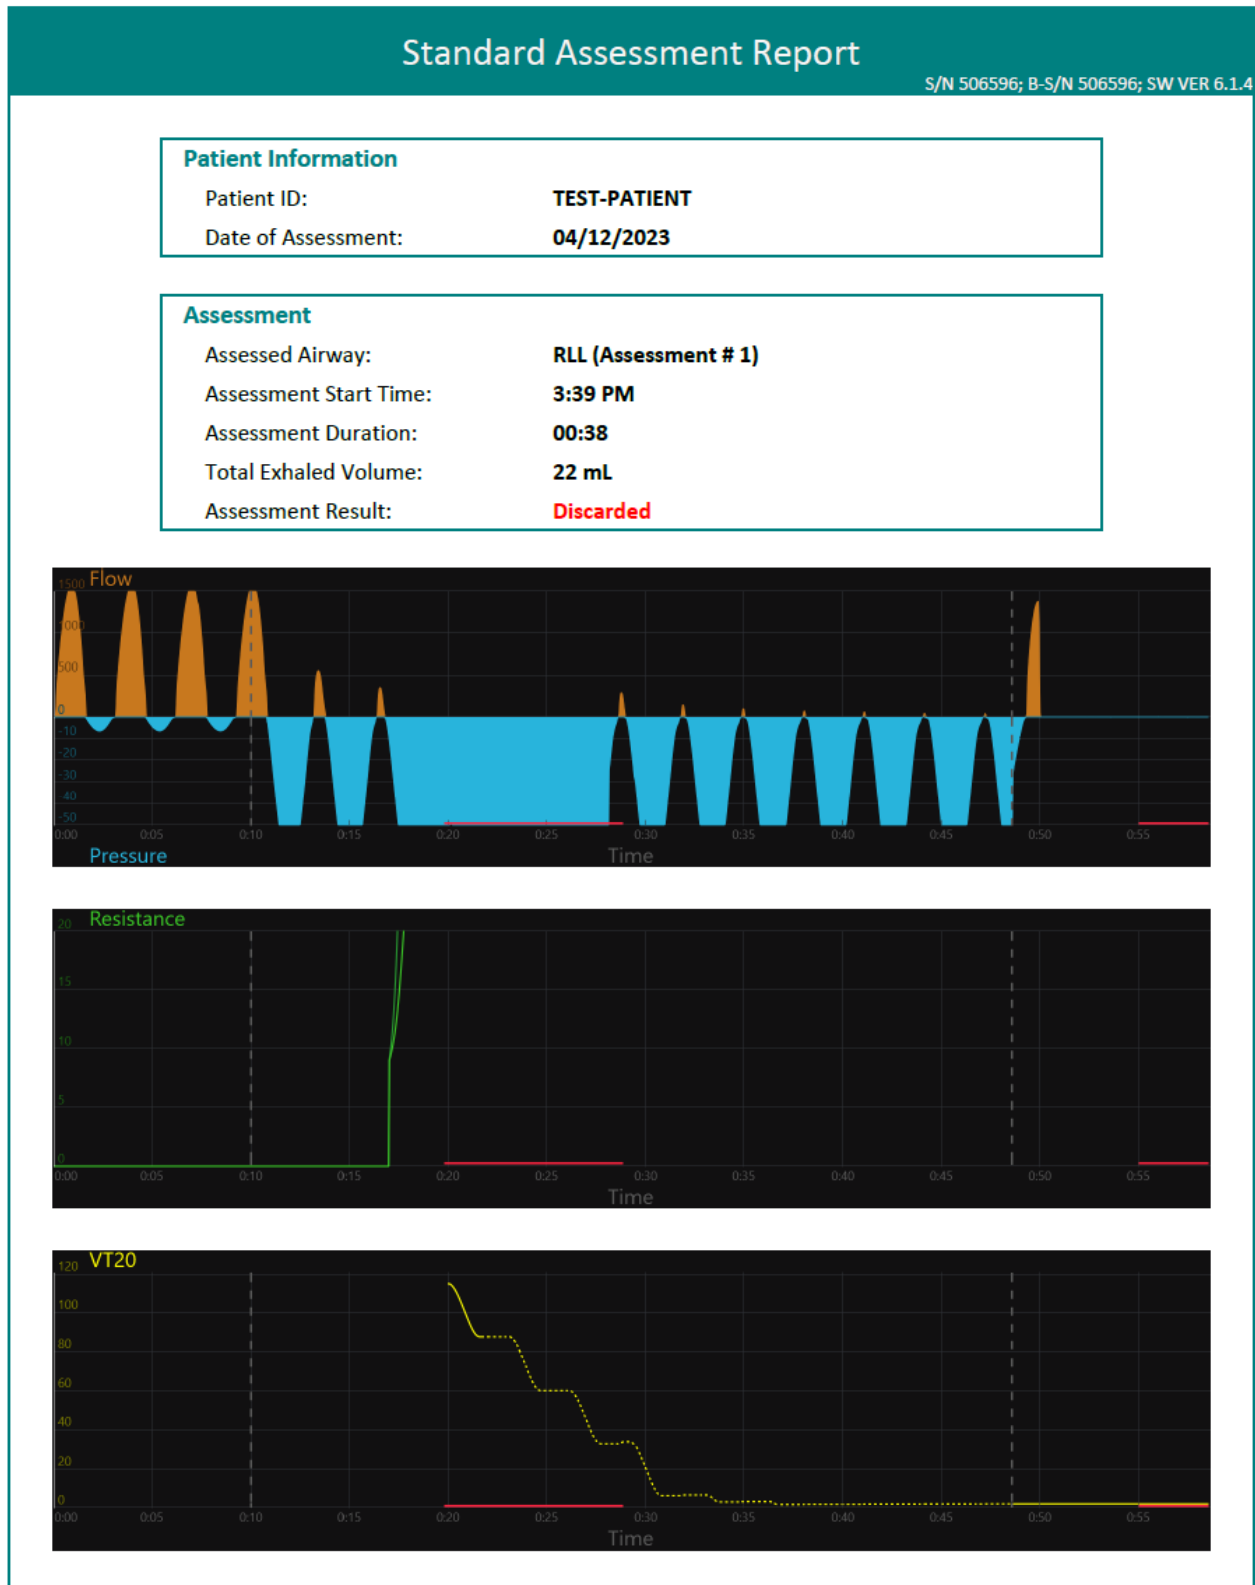 Standard Assessment Report
S/N 506596; B-S/N 506596; SW VER 6.1.4
Patient Information
Patient ID: TEST-PATIENT
Date of Assessment: 04/12/2023
Assessment
Assessed Airway: RLL (Assessment # 1)
Assessment Start Time: 3:39 PM
Assessment Duration: 00:38
Total Exhaled Volume: 22 mL
Assessment Result: Discarded
1500 Flow
1000
500
0
-10
-20
-30
-40
-50
0:00 0:05 0:10 0:15 0:20 0:25 0:30 0:35 0:40 0:45 0:50 0:55
Pressure Time
20 Resistance
15
10
5
0
0:00 0:05 0:10 0:15 0:20 0:25 0:30 0:35 0:40 0:45 0:50 0:55
Time
120 VT20
100
80
60
40
20
0
0:00 0:05 0:10 0:15 0:20 0:25 0:30 0:35 0:40 0:45 0:50 0:55
Time